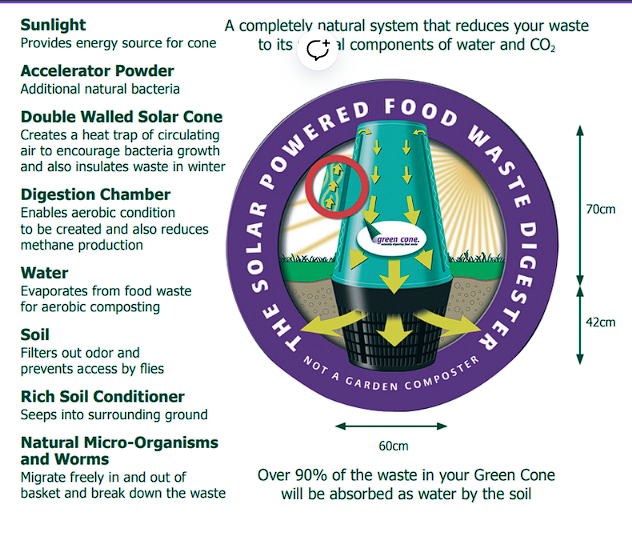 Sunlight
Provides energy source for cone
Accelerator Powder
Additional natural bacteria
Double Walled Solar Cone
Creates a heat trap of circulating
air to encourage bacteria growth
and also insulates waste in winter
Digestion Chamber
Enables aerobic condition
to be created and also reduces
methane production
Water
Evaporates from food waste
for aerobic composting
Soil
Filters out odor and
prevents access by flies
Rich Soil Conditioner
Seeps into surrounding ground
Natural Micro-Organisms
and Worms
Migrate freely in and out of
basket and break down the waste
A completely natural system that reduces your waste
to its al components of water and CO₂
THE SOLAR POWERED FOOD WASTE DIGESTER
green cone.
NOT A GARDEN COMPOSTER
70cm
42cm
60cm
Over 90% of the waste in your Green Cone
will be absorbed as water by the soil